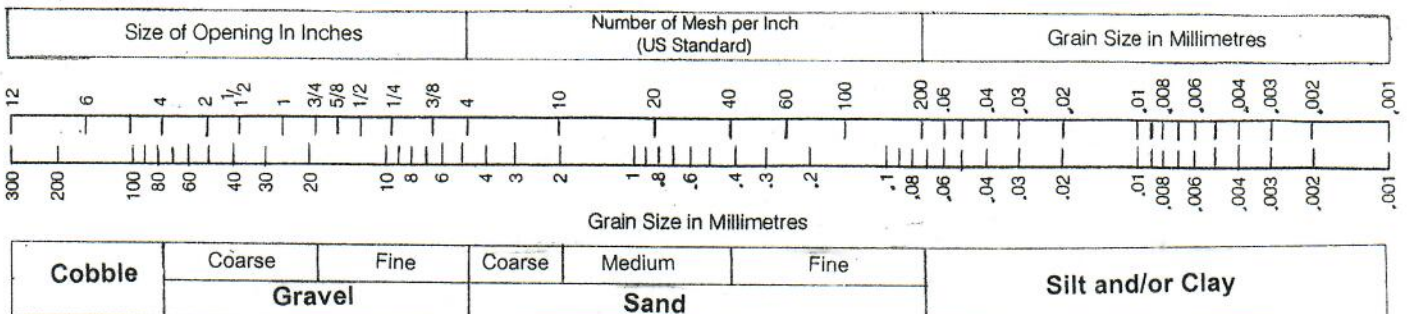 Size of Opening In Inches
Number of Mesh per Inch
(US Standard)
Grain Size in Millimetres
12 6 4 2 1 1/2 1 3/4 5/8 1/2 1/4 3/8 4 10 20 40 60 100 200 .06 .04 .03 .02 .01 .008 .006 .004 .003 .002 .001
300 200 100 80 60 40 30 20 10 8 6 4 3 2 1 .8 .6 .4 .3 .2 .1 .08 .06 .04 .03 .02 .01 .008 .006 .004 .003 .002 .001
Grain Size in Millimetres
Cobble
Coarse Fine Coarse Medium Fine
Gravel
Sand
Silt and/or Clay